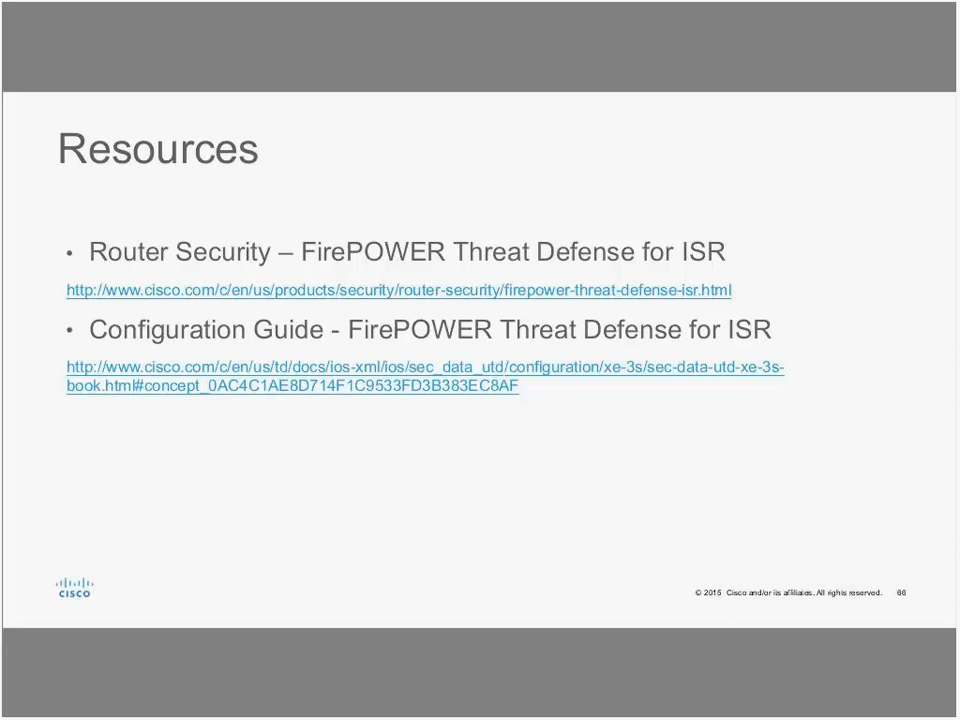 Resources
• Router Security – FirePOWER Threat Defense for ISR
http://www.cisco.com/c/en/us/products/security/router-security/firepower-threat-defense-isr.html
• Configuration Guide - FirePOWER Threat Defense for ISR
http://www.cisco.com/c/en/us/td/docs/ios-xml/ios/sec_data_utd/configuration/xe-3s/sec-data-utd-xe-3s-
book.html#concept_0AC4C1AE8D714F1C9533FD3B383EC8AF
CISCO
© 2015 Cisco and/or its affiliates. All rights reserved. 66